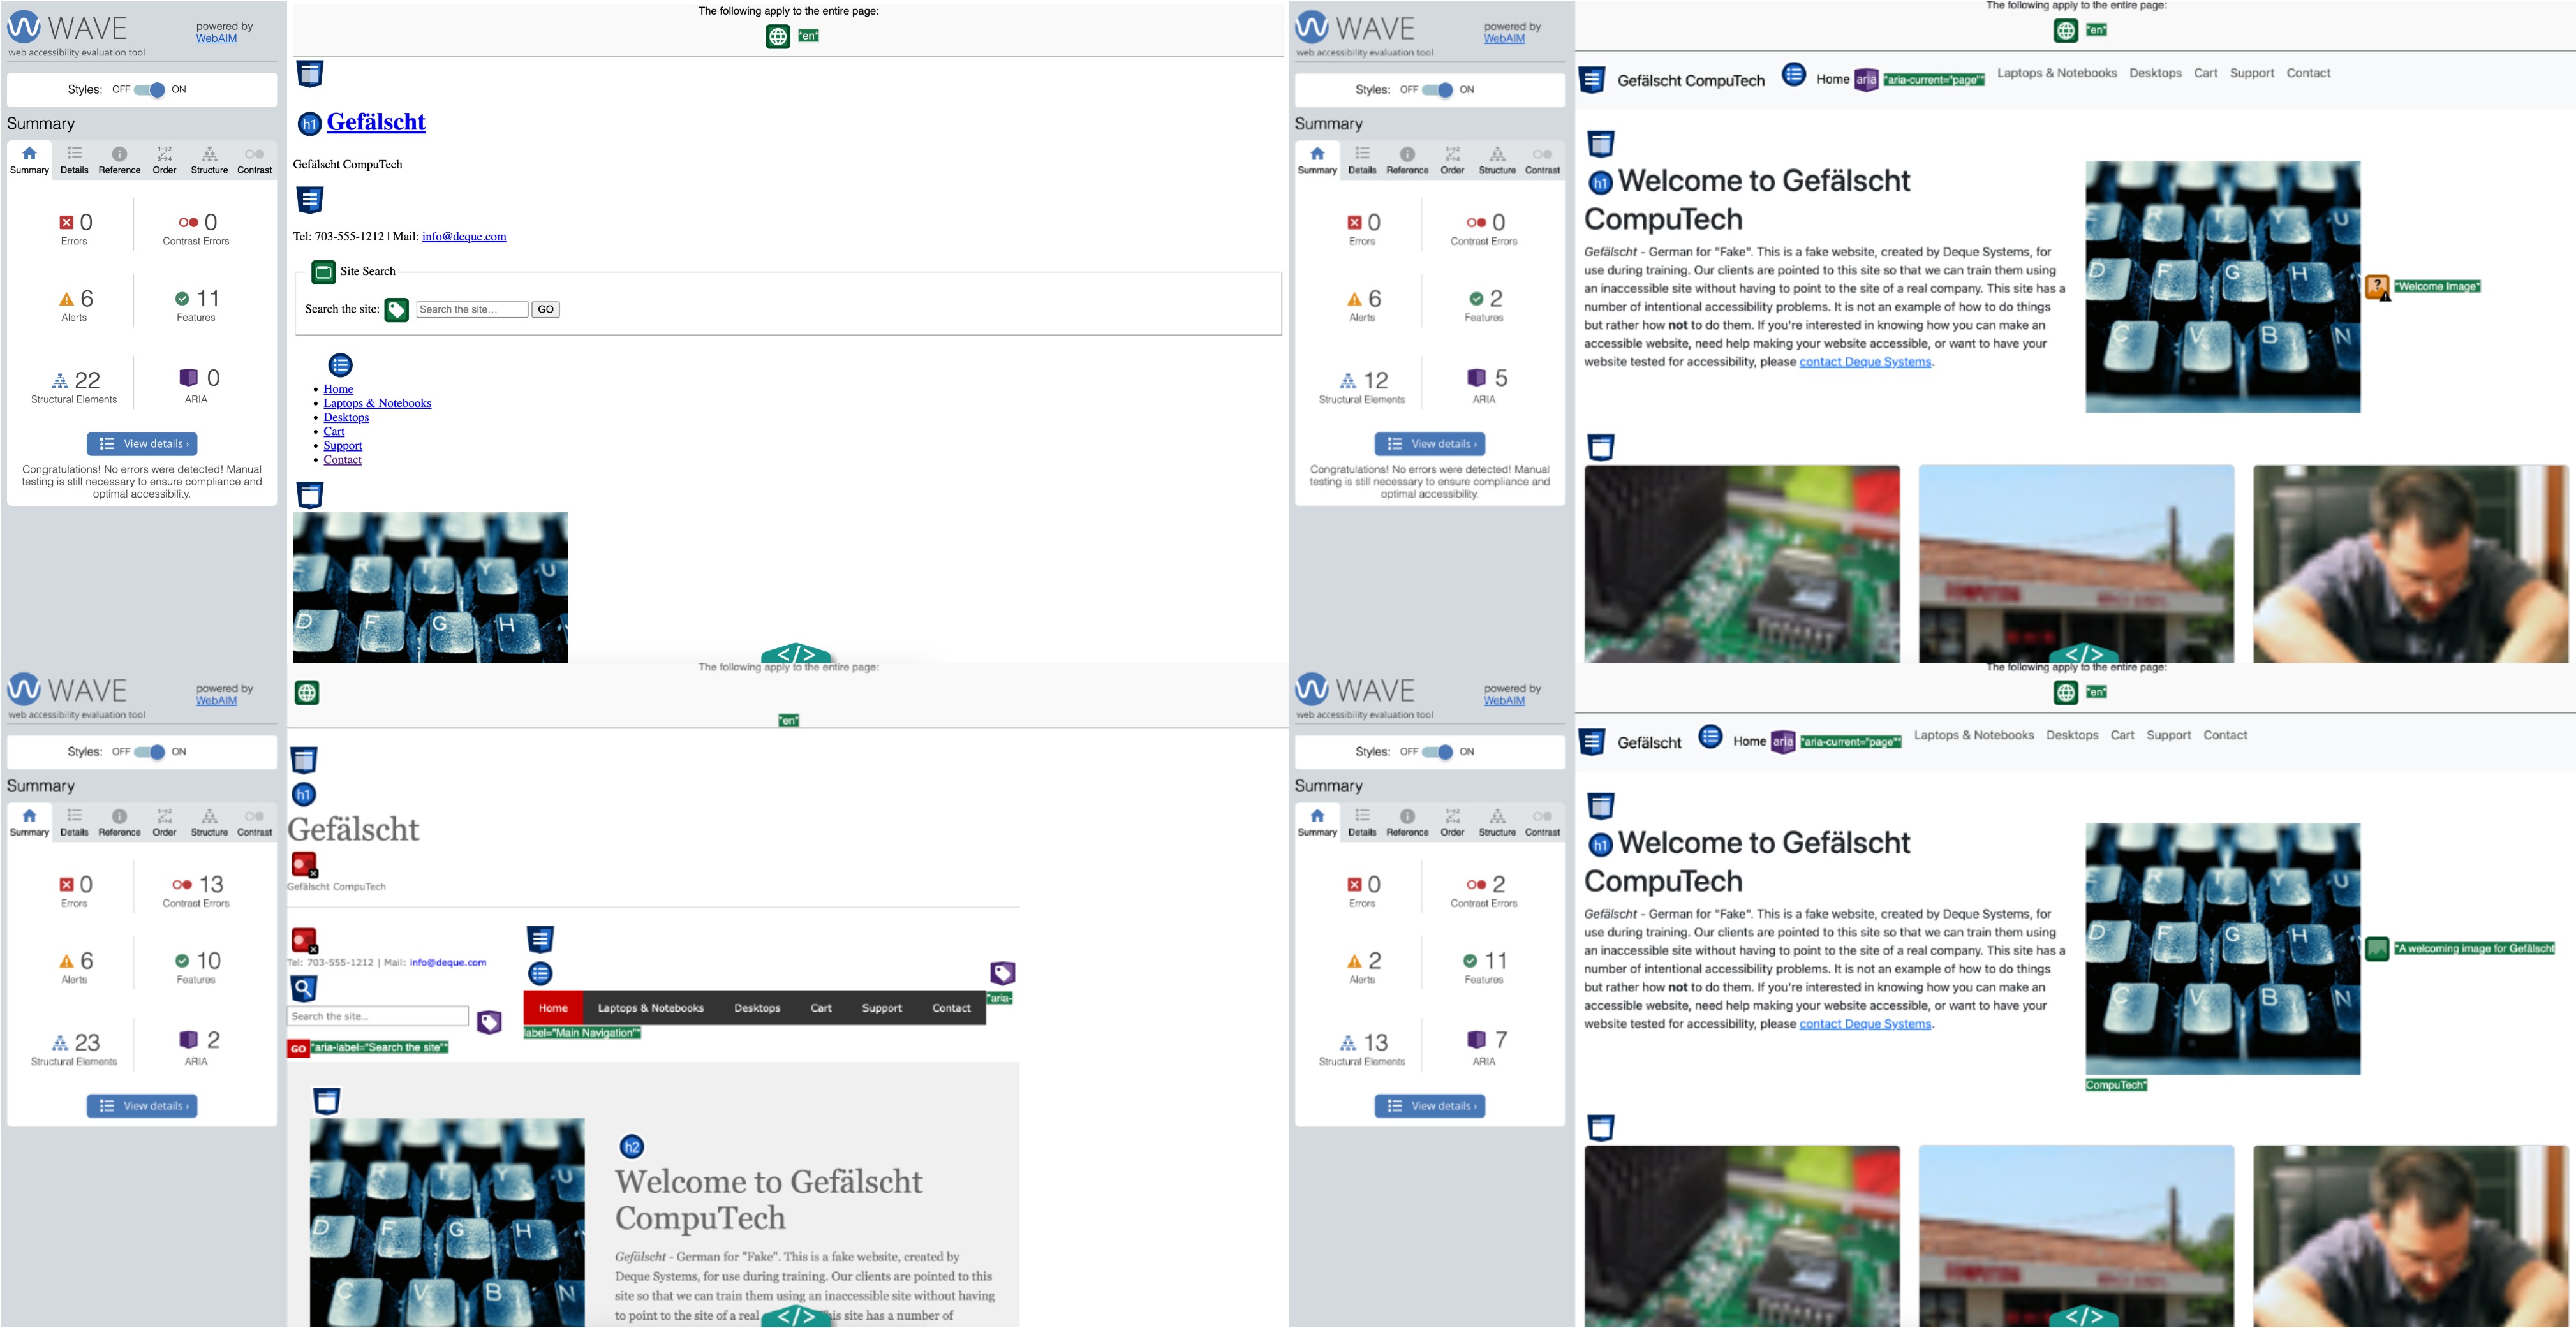 WAVE
powered by
WebAIM
web accessibility evaluation tool
Styles: OFF ON
Summary
Summary Details Reference Order Structure Contrast
0 Errors
0 Contrast Errors
6 Alerts
11 Features
22 Structural Elements
0 ARIA
View details ›
Congratulations! No errors were detected! Manual
testing is still necessary to ensure compliance and
optimal accessibility.
The following apply to the entire page:
*en*
h1 Gefälscht
Gefälscht CompuTech
Tel: 703-555-1212 | Mail: info@deque.com
Site Search
Search the site: Search the site... GO
Home
Laptops & Notebooks
Desktops
Cart
Support
Contact
R T Y U
D F G H
</>
WAVE
powered by
WebAIM
web accessibility evaluation tool
Styles: OFF ON
Summary
Summary Details Reference Order Structure Contrast
0 Errors
0 Contrast Errors
6 Alerts
2 Features
12 Structural Elements
5 ARIA
View details ›
Congratulations! No errors were detected! Manual
testing is still necessary to ensure compliance and
optimal accessibility.
The following apply to the entire page:
*en*
Gefälscht CompuTech Home aria *aria-current="page"* Laptops & Notebooks Desktops Cart Support Contact
h1 Welcome to Gefälscht
CompuTech
Gefälscht - German for "Fake". This is a fake website, created by Deque Systems, for
use during training. Our clients are pointed to this site so that we can train them using
an inaccessible site without having to point to the site of a real company. This site has a
number of intentional accessibility problems. It is not an example of how to do things
but rather how not to do them. If you're interested in knowing how you can make an
accessible website, need help making your website accessible, or want to have your
website tested for accessibility, please contact Deque Systems.
E R T Y U
D F G H
C V B N
*Welcome Image*
</>
WAVE
powered by
WebAIM
web accessibility evaluation tool
Styles: OFF ON
Summary
Summary Details Reference Order Structure Contrast
0 Errors
13 Contrast Errors
6 Alerts
10 Features
23 Structural Elements
2 ARIA
View details ›
The following apply to the entire page:
*en*
h1
Gefälscht
Gefälscht CompuTech
Tel: 703-555-1212 | Mail: info@deque.com
Search the site...
GO *aria-label="Search the site"*
Home Laptops & Notebooks Desktops Cart Support Contact *aria-
label="Main Navigation"*
R T Y U
D F G H
C V B N
h2
Welcome to Gefälscht
CompuTech
Gefälscht - German for "Fake". This is a fake website, created by
Deque Systems, for use during training. Our clients are pointed to this
site so that we can train them using an inaccessible site without having
to point to the site of a real his site has a number of
</>
WAVE
powered by
WebAIM
web accessibility evaluation tool
Styles: OFF ON
Summary
Summary Details Reference Order Structure Contrast
0 Errors
2 Contrast Errors
2 Alerts
11 Features
13 Structural Elements
7 ARIA
View details ›
The following apply to the entire page:
*en*
Gefälscht Home aria *aria-current="page"* Laptops & Notebooks Desktops Cart Support Contact
h1 Welcome to Gefälscht
CompuTech
Gefälscht - German for "Fake". This is a fake website, created by Deque Systems, for
use during training. Our clients are pointed to this site so that we can train them using
an inaccessible site without having to point to the site of a real company. This site has a
number of intentional accessibility problems. It is not an example of how to do things
but rather how not to do them. If you're interested in knowing how you can make an
accessible website, need help making your website accessible, or want to have your
website tested for accessibility, please contact Deque Systems.
E R T Y U
D F G H
C V B N
*A welcoming image for Gefälscht
CompuTech*
</>